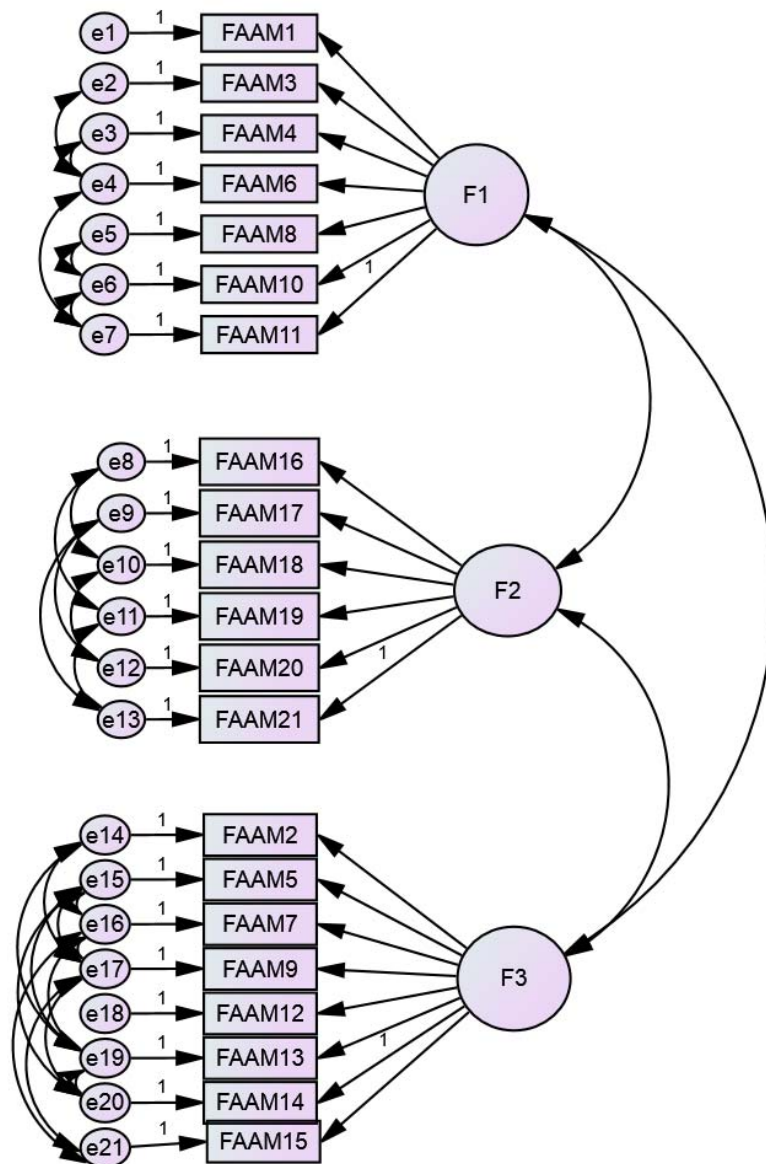 e1 1 FAAM1
e2 1 FAAM3
e3 1 FAAM4
e4 1 FAAM6
F1
e5 1 FAAM8
e6 1 FAAM10
1
e7 1 FAAM11
e8 1 FAAM16
e9 1 FAAM17
e10 1 FAAM18
F2
e11 1 FAAM19
e12 1 FAAM20
1
e13 1 FAAM21
e14 1 FAAM2
e15 1 FAAM5
e16 1 FAAM7
e17 1 FAAM9
F3
e18 1 FAAM12
e19 1 FAAM13
1
e20 1 FAAM14
e21 1 FAAM15